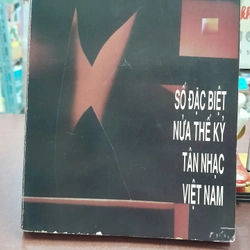 SỐ ĐẶC BIỆT
NỬA THẾ KỶ
TÂN NHẠC
VIỆT NAM